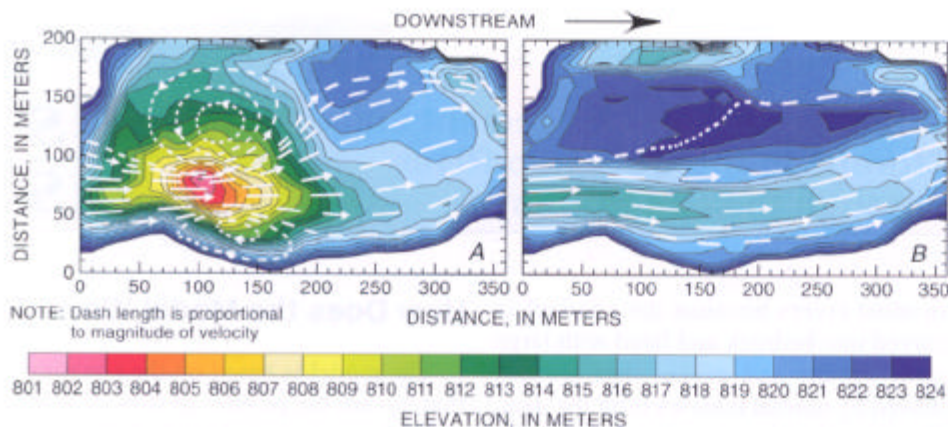 DOWNSTREAM
DISTANCE, IN METERS
200
150
100
50
0
A
B
0 50 100 150 200 250 300 350
0 50 100 150 200 250 300 350
NOTE: Dash length is proportional
to magnitude of velocity
DISTANCE, IN METERS
801 802 803 804 805 806 807 808 809 810 811 812 813 814 815 816 817 818 819 820 821 822 823 824
ELEVATION, IN METERS